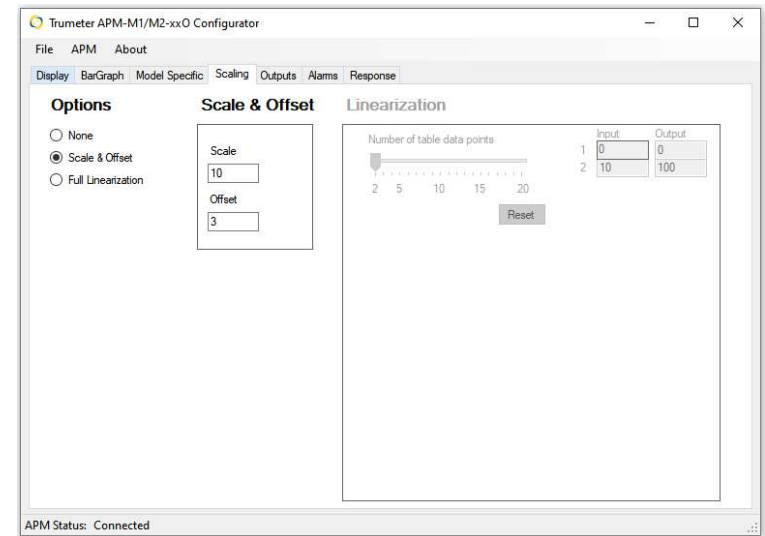 Trumeter APM-M1/M2-xxO Configurator
File APM About
Display BarGraph Model Specific Scaling Outputs Alarms Response
Options
None
Scale & Offset
Full Linearization
Scale & Offset
Scale
10
Offset
3
Linearization
Number of table data points
2 5 10 15 20
Reset
Input Output
1 0 0
2 10 100
APM Status: Connected